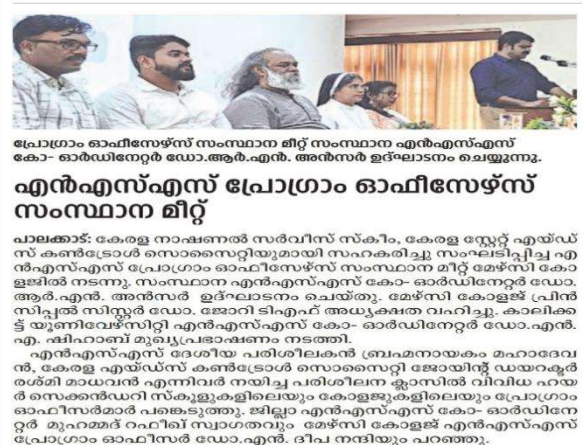 പ്രോഗ്രാം ഓഫീസേഴ്സ് സംസ്ഥാന മീറ്റ് സംസ്ഥാന എൻഎസ്എസ്
കോ- ഓർഡിനേറ്റർ ഡോ.ആർ.എൻ. അൻസർ ഉദ്ഘാടനം ചെയ്യുന്നു.
എൻഎസ്എസ് പ്രോഗ്രാം ഓഫീസേഴ്സ്
സംസ്ഥാന മീറ്റ്
പാലക്കാട്: കേരള നാഷണൽ സർവീസ് സ്കീം, കേരള സ്റ്റേറ്റ് എയ്ഡ്
സ് കൺട്രോൾ സൊസൈറ്റിയുമായി സഹകരിച്ചു സംഘടിപ്പിച്ച എ
ൻഎസ്എസ് പ്രോഗ്രാം ഓഫീസേഴ്സ് സംസ്ഥാന മീറ്റ് മേഴ്സി കോ
ളജിൽ നടന്നു. സംസ്ഥാന എൻഎസ്എസ് കോ- ഓർഡിനേറ്റർ ഡോ.
ആർ.എൻ. അൻസർ ഉദ്ഘാടനം ചെയ്തു. മേഴ്സി കോളജ് പ്രിൻ
സിപ്പൽ സിസ്റ്റർ ഡോ. ജോറി ടിഎഫ് അധ്യക്ഷത വഹിച്ചു. കാലിക്ക
ട്ട് യൂണിവേഴ്സിറ്റി എൻഎസ്എസ് കോ- ഓർഡിനേറ്റർ ഡോ.എൻ.
എ. ഷിഹാബ് മുഖ്യപ്രഭാഷണം നടത്തി.
എൻഎസ്എസ് ദേശീയ പരിശീലകൻ ബ്രഹ്മനായകം മഹാദേവ
ൻ, കേരള എയ്ഡ്സ് കൺട്രോൾ സൊസൈറ്റി ജോയിന്റ് ഡയറക്ടർ
രശ്മി മാധവൻ എന്നിവർ നയിച്ച പരിശീലന ക്ലാസിൽ വിവിധ ഹയ
ർ സെക്കൻഡറി സ്കൂളുകളിലെയും കോളജുകളിലെയും പ്രോഗ്രാം
ഓഫീസർമാർ പങ്കെടുത്തു. ജില്ലാ എൻഎസ്എസ് കോ- ഓർഡിനേ
റ്റർ മുഹമ്മദ് റഫീഖ് സ്വാഗതവും മേഴ്സി കോളജ് എൻഎസ്എസ്
പ്രോഗ്രാം ഓഫീസർ ഡോ.എൻ. ദീപ നന്ദിയും പറഞ്ഞു.